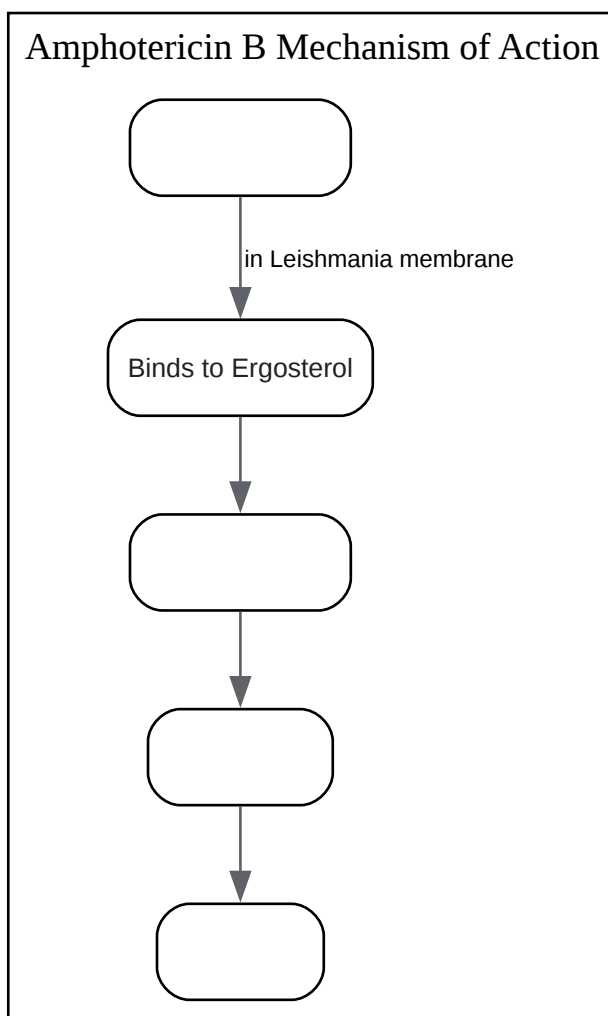 Amphotericin B Mechanism of Action
in Leishmania membrane
Binds to Ergosterol